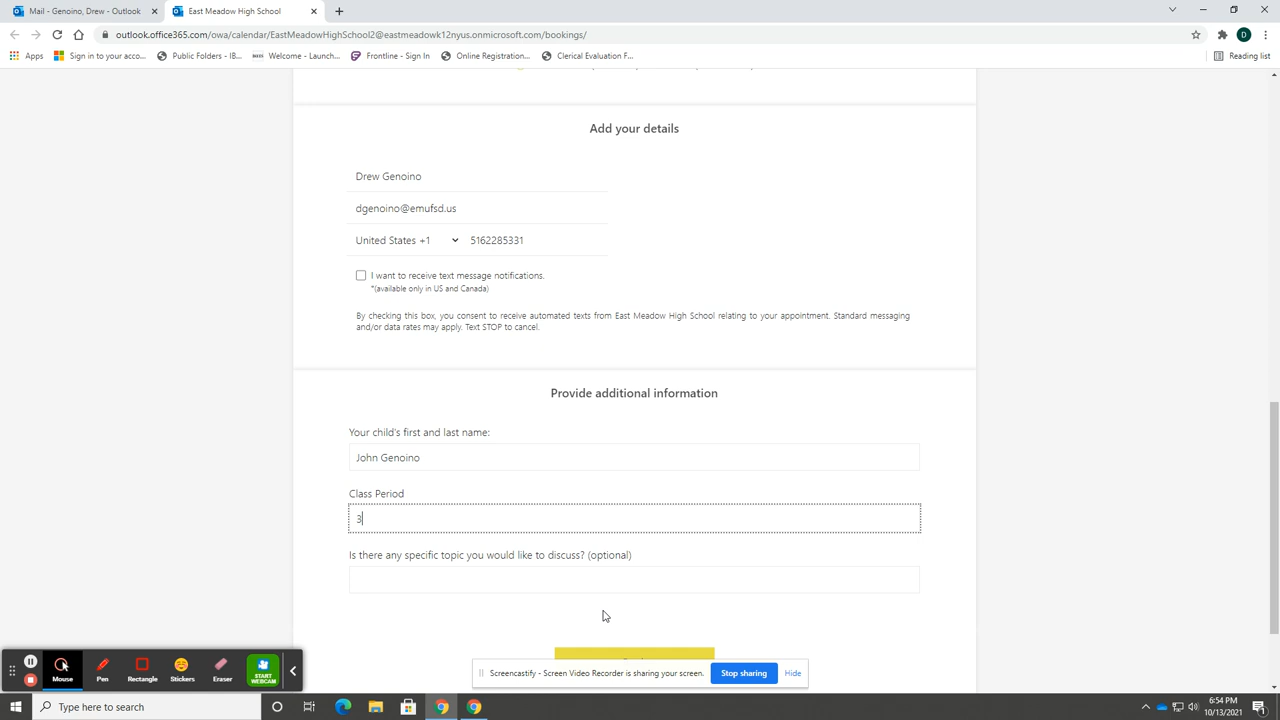 Mail - Genoino, Drew - Outlook
East Meadow High School
outlook.office365.com/owa/calendar/EastMeadowHighSchool2@eastmeadowk12nyus.onmicrosoft.com/bookings/
D
Apps
Sign in to your acco...
Public Folders - IB...
Welcome - Launch...
Frontline - Sign In
Online Registration...
Clerical Evaluation F...
Reading list
Add your details
Drew Genoino
dgenoino@emufsd.us
United States +1
5162285331
I want to receive text message notifications.
*(available only in US and Canada)
By checking this box, you consent to receive automated texts from East Meadow High School relating to your appointment. Standard messaging
and/or data rates may apply. Text STOP to cancel.
Provide additional information
Your child's first and last name:
John Genoino
Class Period
3
Is there any specific topic you would like to discuss? (optional)
Mouse
Pen
Rectangle
Stickers
Eraser
START
WEBCAM
Screencastify - Screen Video Recorder is sharing your screen.
Stop sharing
Hide
Type here to search
6:54 PM
10/13/2021
1